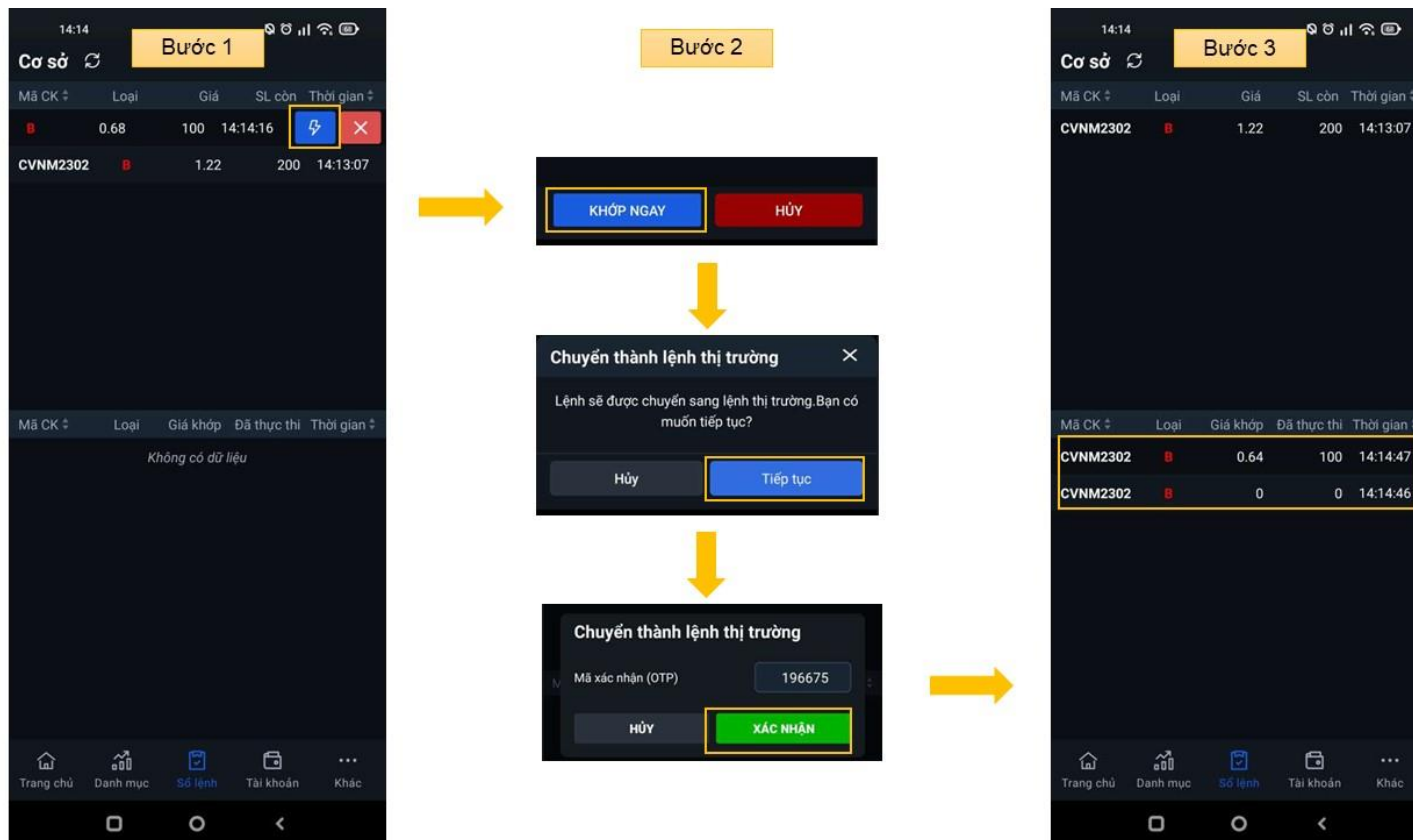 Bước 1
14:14
68
Cơ sở
Mã CK Loại Giá SL còn Thời gian
B 0.68 100 14:14:16
CVNM2302 B 1.22 200 14:13:07
Mã CK Loại Giá khớp Đã thực thi Thời gian
Không có dữ liệu
Trang chủ Danh mục Sổ lệnh Tài khoản Khác
Bước 2
KHỚP NGAY HỦY
Chuyển thành lệnh thị trường
Lệnh sẽ được chuyển sang lệnh thị trường.Bạn có
muốn tiếp tục?
Hủy Tiếp tục
Chuyển thành lệnh thị trường
Mã xác nhận (OTP) 196675
HỦY XÁC NHẬN
Bước 3
14:14
68
Cơ sở
Mã CK Loại Giá SL còn Thời gian
CVNM2302 B 1.22 200 14:13:07
Mã CK Loại Giá khớp Đã thực thi Thời gian
CVNM2302 B 0.64 100 14:14:47
CVNM2302 B 0 0 14:14:46
Trang chủ Danh mục Sổ lệnh Tài khoản Khác